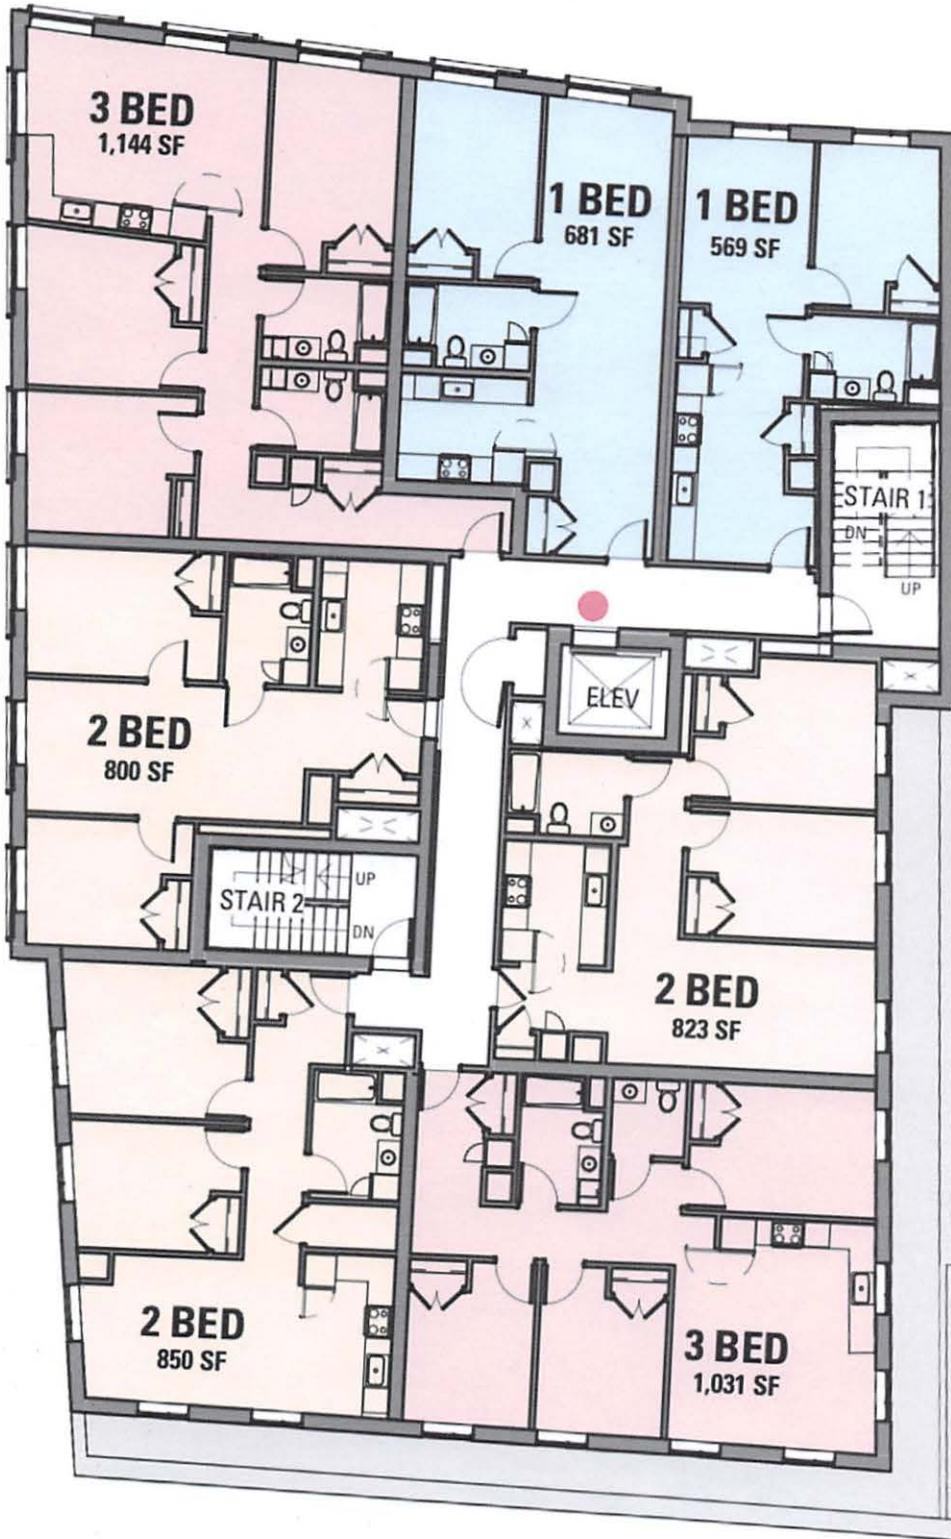 3 BED
1,144 SF
1 BED
681 SF
1 BED
569 SF
STAIR 1
DN
UP
ELEV
2 BED
800 SF
UP
STAIR 2
DN
2 BED
823 SF
2 BED
850 SF
3 BED
1,031 SF